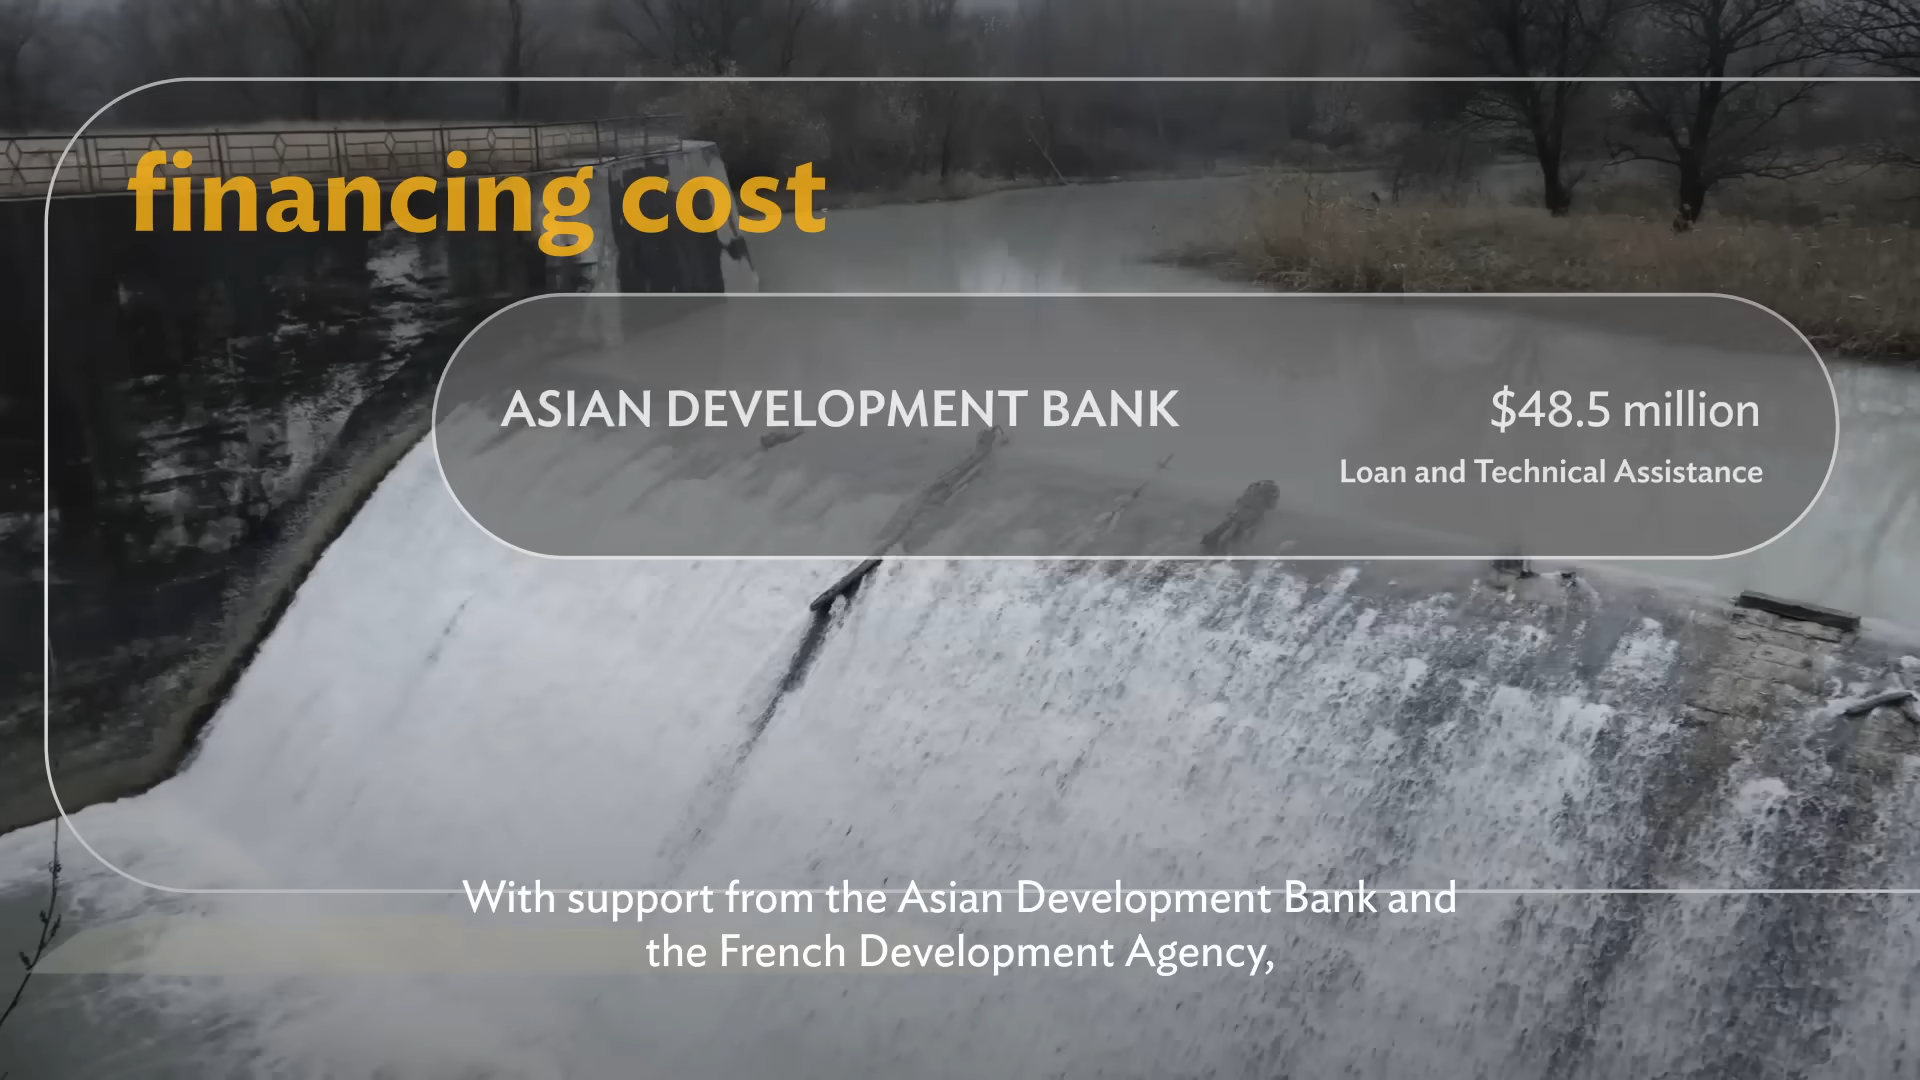 financing cost
ASIAN DEVELOPMENT BANK
$48.5 million
Loan and Technical Assistance
With support from the Asian Development Bank and
the French Development Agency,